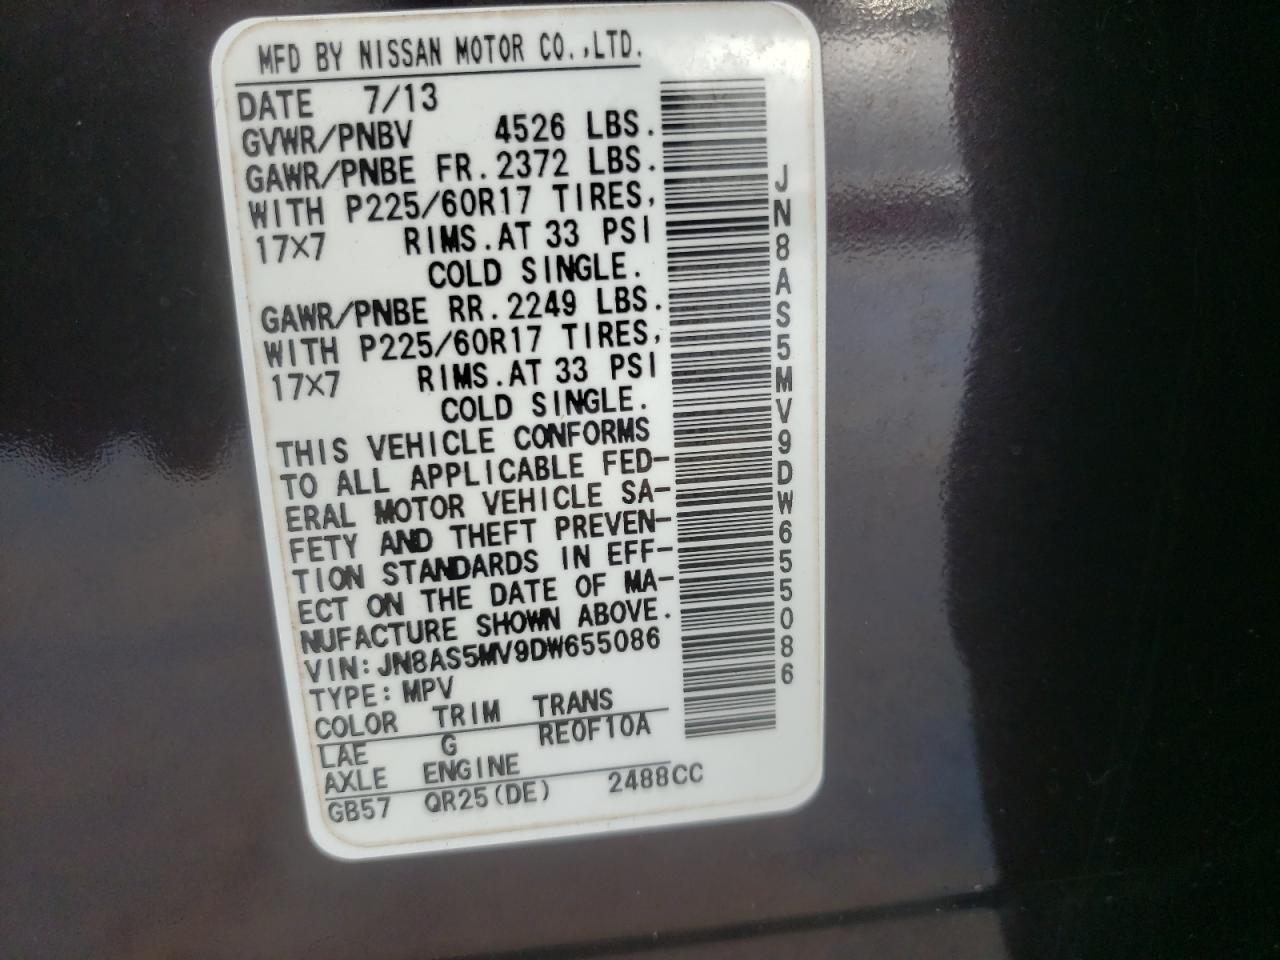 MFD BY NISSAN MOTOR CO.,LTD.
DATE 7/13
GVWR/PNBV 4526 LBS.
GAWR/PNBE FR. 2372 LBS.
WITH P225/60R17 TIRES,
17×7 RIMS.AT 33 PSI
COLD SINGLE.
GAWR/PNBE RR. 2249 LBS.
WITH P225/60R17 TIRES,
17×7 RIMS.AT 33 PSI
COLD SINGLE.
THIS VEHICLE CONFORMS
TO ALL APPLICABLE FED-
ERAL MOTOR VEHICLE SA-
FETY AND THEFT PREVEN-
TION STANDARDS IN EFF-
ECT ON THE DATE OF MA-
NUFACTURE SHOWN ABOVE.
VIN: JN8AS5MV9DW655086
TYPE: MPV
COLOR TRIM TRANS
LAE G RE0F10A
AXLE ENGINE
GB57 QR25(DE) 2488CC
JN8AS5MV9DW655086